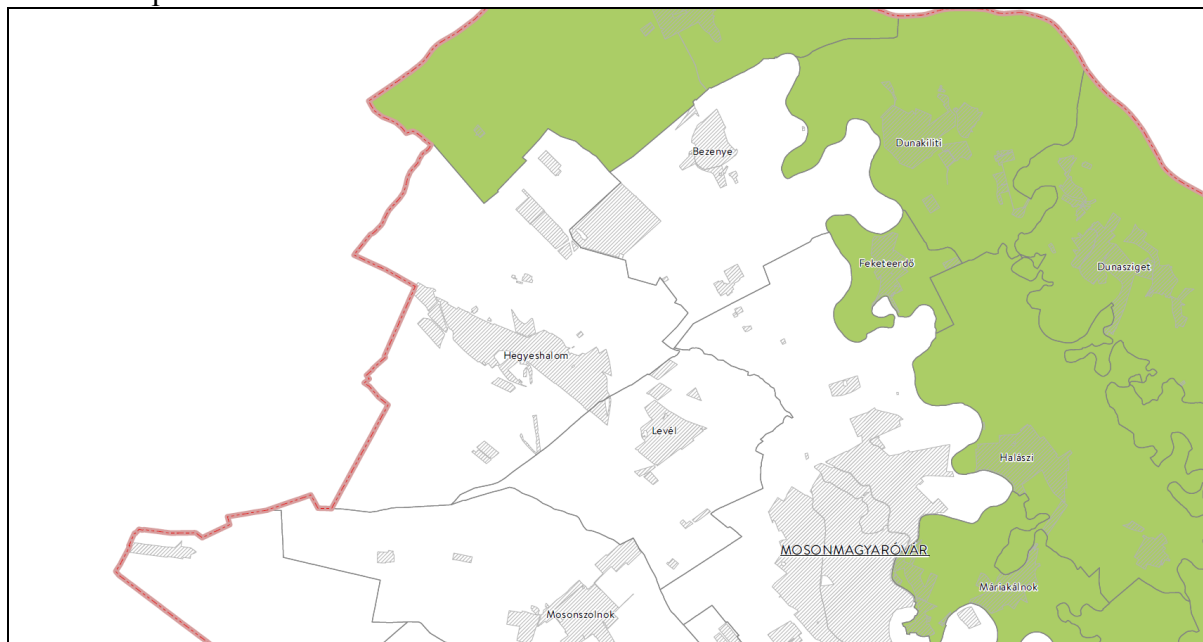 Bezenye
Dunakiliti
Feketeerdő
Dunasziget
Hegyeshalom
Levél
Halászi
MOSONMAGYARÓVÁR
Máriakálnok
Mosonszolnok